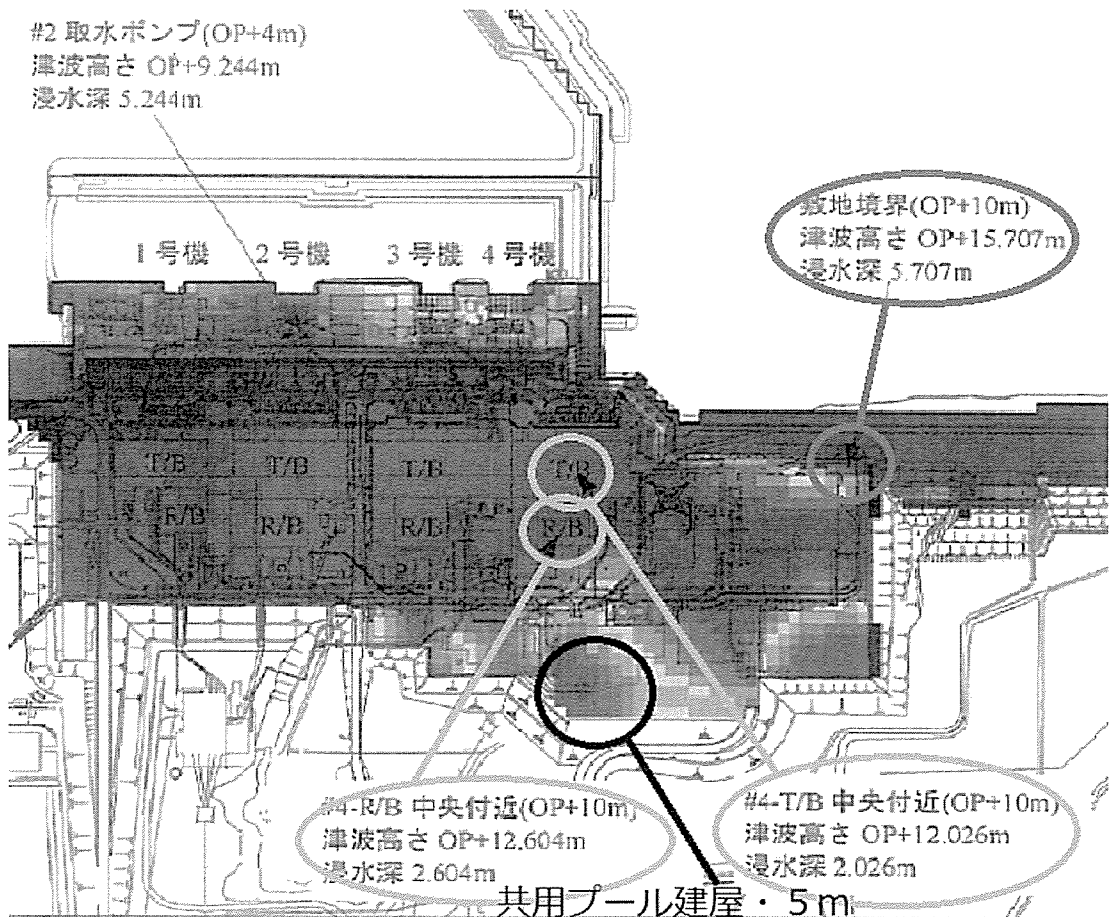 #2 取水ポンプ(OP+4m)
津波高さ OP+9.244m
浸水深 5.244m
敷地境界(OP+10m)
津波高さ OP+15.707m
浸水深 5.707m
1 号機 2 号機 3 号機 4 号機
T/B T/B T/B T/B
R/B R/B R/B R/B
#4-R/B 中央付近(OP+10m)
津波高さ OP+12.604m
浸水深 2.604m
#4-T/B 中央付近(OP+10m)
津波高さ OP+12.026m
浸水深 2.026m
共用プール建屋・5m